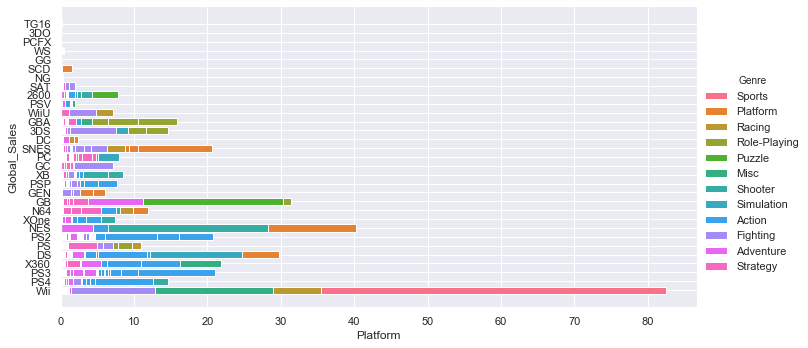 TG16
3DO
PCFX
WS
GG
SCD
NG
SAT
2600
PSV
WiiU
GBA
3DS
DC
SNES
PC
GC
XB
PSP
GEN
GB
N64
XOne
NES
PS2
PS
DS
X360
PS3
PS4
Wii
Global_Sales
0 10 20 30 40 50 60 70 80
Platform
Genre
Sports
Platform
Racing
Role-Playing
Puzzle
Misc
Shooter
Simulation
Action
Fighting
Adventure
Strategy